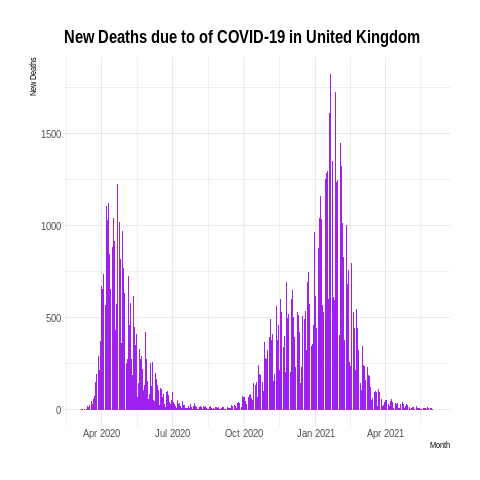 New Deaths due to of COVID-19 in United Kingdom
New Deaths
1500
1000
500
0
Apr 2020 Jul 2020 Oct 2020 Jan 2021 Apr 2021
Month